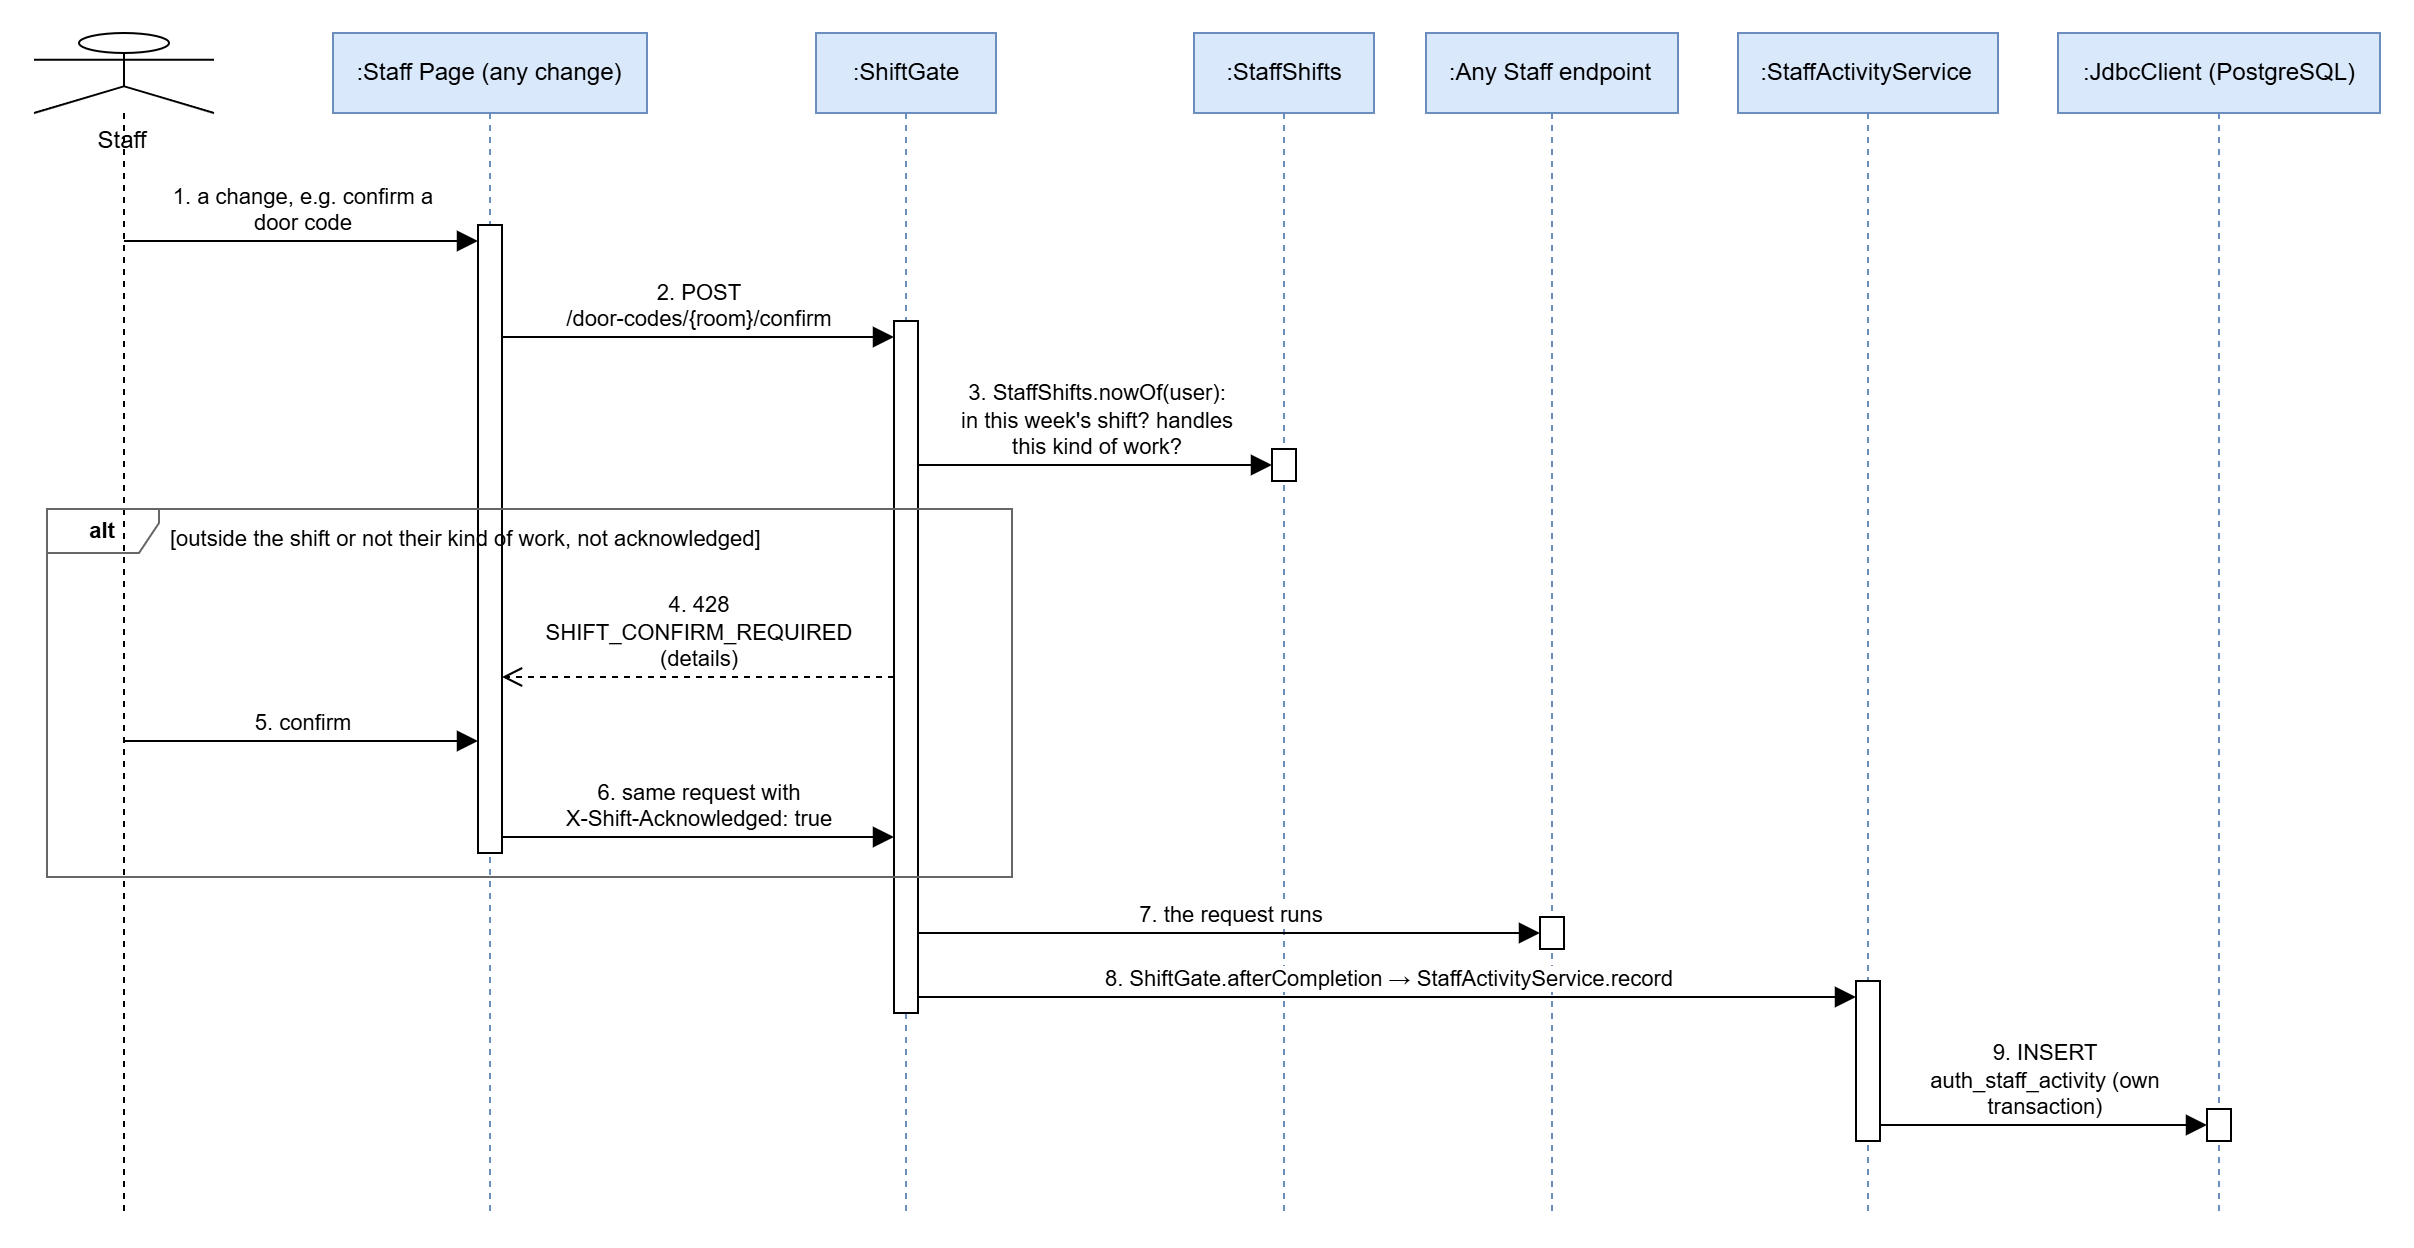 :Staff Page (any change)
:ShiftGate
:StaffShifts
:Any Staff endpoint
:StaffActivityService
:JdbcClient (PostgreSQL)
Staff
1. a change, e.g. confirm a
door code
2. POST
/door-codes/{room}/confirm
3. StaffShifts.nowOf(user):
in this week's shift? handles
this kind of work?
alt
[outside the shift or not their kind of work, not acknowledged]
4. 428
SHIFT_CONFIRM_REQUIRED
(details)
5. confirm
6. same request with
X-Shift-Acknowledged: true
7. the request runs
8. ShiftGate.afterCompletion → StaffActivityService.record
9. INSERT
auth_staff_activity (own
transaction)